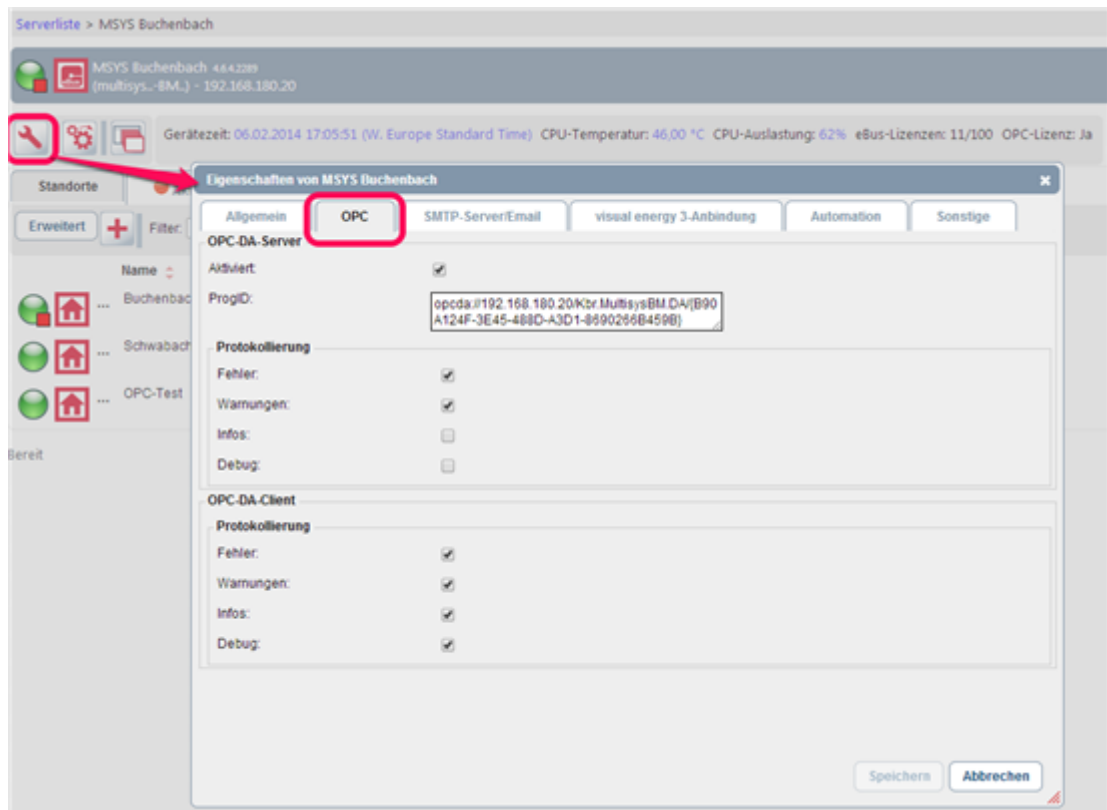 Serverliste > MSYS Buchenbach
MSYS Buchenbach 4.6.4.2289
(multisys..-BM..) - 192.168.180.20
Gerätezeit: 06.02.2014 17:05:51 (W. Europe Standard Time) CPU-Temperatur: 46,00 °C CPU-Auslastung: 62% eBus-Lizenzen: 11/100 OPC-Lizenz: Ja
Eigenschaften von MSYS Buchenbach
Standorte
Allgemein OPC SMTP-Server/Email visual energy 3-Anbindung Automation Sonstige
Erweitert Filter:
OPC-DA-Server
Name
Aktiviert:
Buchenbac
ProgID:
opcda://192.168.180.20/Kbr.MultisysBM.DA/{B90
A124F-3E45-488D-A3D1-8690266B459B}
Schwabach
Protokollierung
Fehler:
OPC-Test
Warnungen:
Infos:
Bereit
Debug:
OPC-DA-Client
Protokollierung
Fehler:
Warnungen:
Infos:
Debug:
Speichern Abbrechen